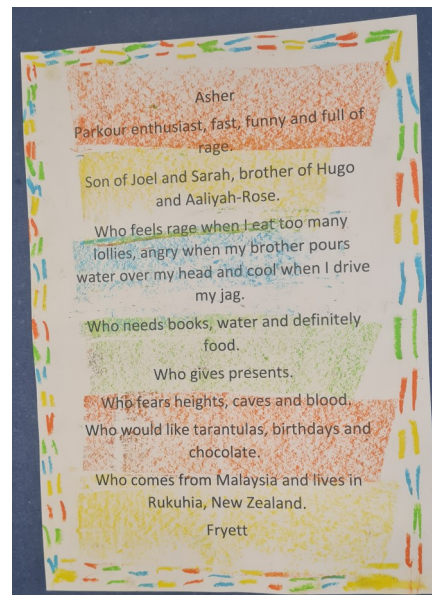 Asher
Parkour enthusiast, fast, funny and full of
rage.
Son of Joel and Sarah, brother of Hugo
and Aaliyah-Rose.
Who feels rage when I eat too many
lollies, angry when my brother pours
water over my head and cool when I drive
my jag.
Who needs books, water and definitely
food.
Who gives presents.
Who fears heights, caves and blood.
Who would like tarantulas, birthdays and
chocolate.
Who comes from Malaysia and lives in
Rukuhia, New Zealand.
Fryett